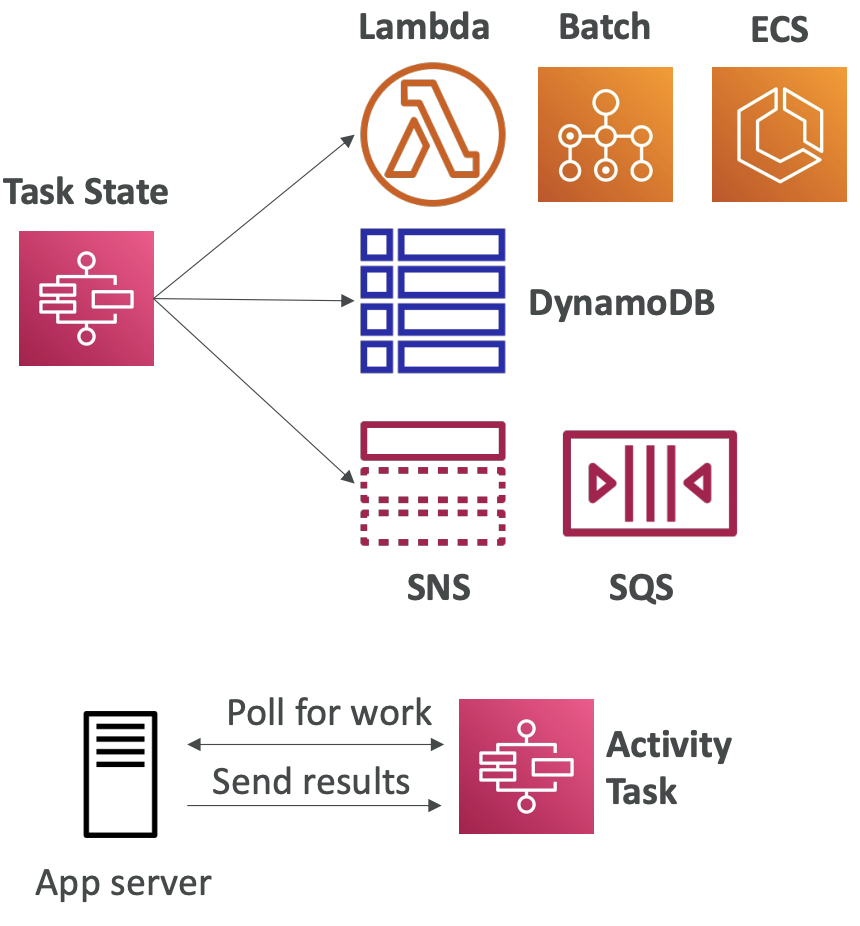 Lambda
Batch
ECS
Task State
DynamoDB
SNS
SQS
Poll for work
Send results
Activity
Task
App server